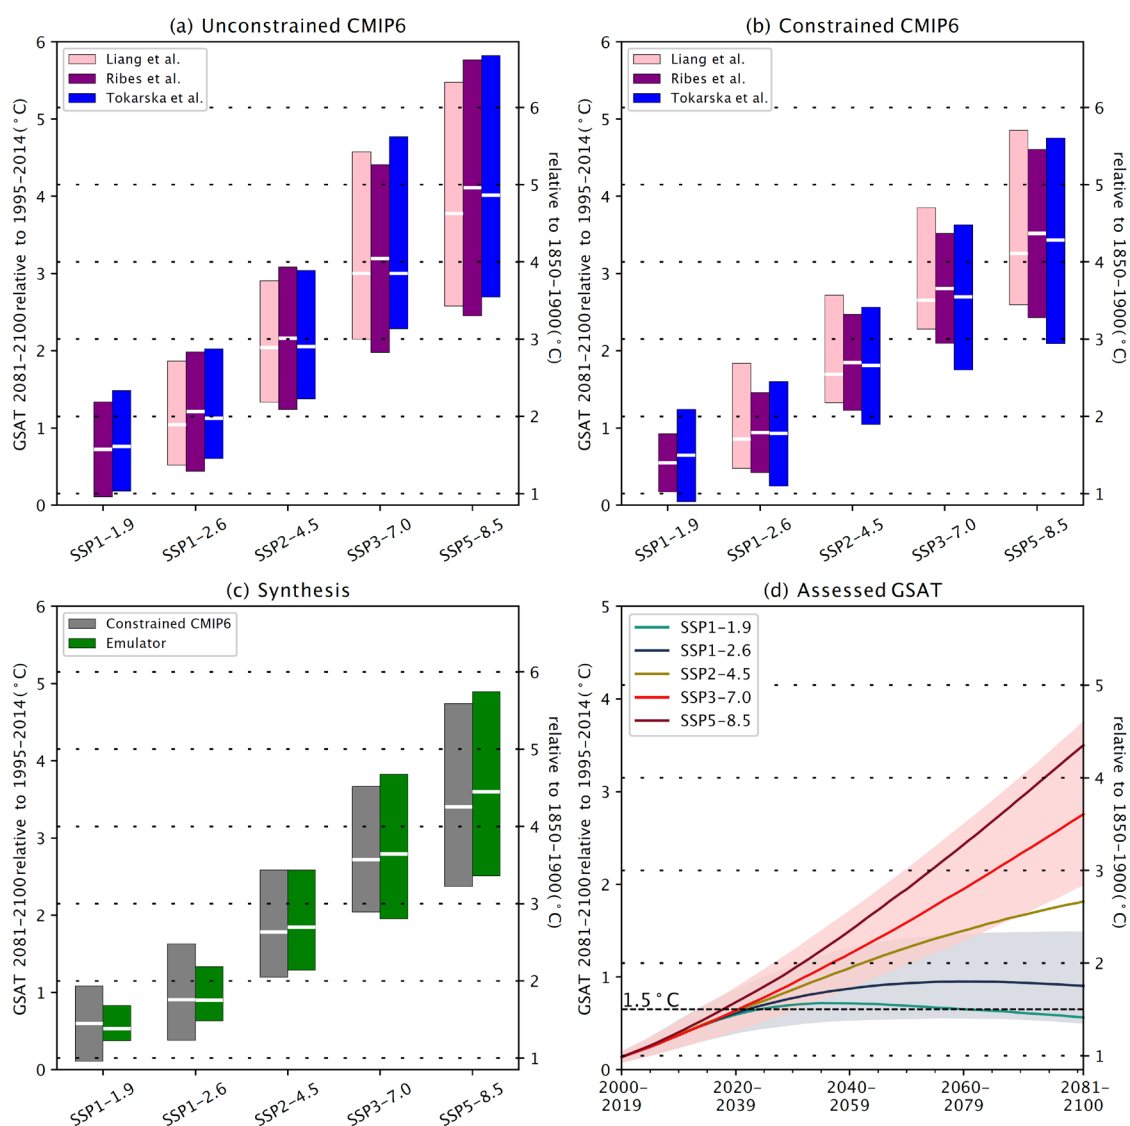 (a) Unconstrained CMIP6
GSAT 2081–2100relative to 1995–2014(°C)
6
5
4
3
2
1
0
Liang et al.
Ribes et al.
Tokarska et al.
6
5
4
3
2
1
relative to 1850–1900(°C)
SSP1–1.9
SSP1–2.6
SSP2–4.5
SSP3–7.0
SSP5–8.5
(b) Constrained CMIP6
GSAT 2081–2100relative to 1995–2014(°C)
6
5
4
3
2
1
0
Liang et al.
Ribes et al.
Tokarska et al.
6
5
4
3
2
1
relative to 1850–1900(°C)
SSP1–1.9
SSP1–2.6
SSP2–4.5
SSP3–7.0
SSP5–8.5
(c) Synthesis
GSAT 2081–2100relative to 1995–2014(°C)
6
5
4
3
2
1
0
Constrained CMIP6
Emulator
6
5
4
3
2
1
relative to 1850–1900(°C)
SSP1–1.9
SSP1–2.6
SSP2–4.5
SSP3–7.0
SSP5–8.5
(d) Assessed GSAT
GSAT 2081–2100relative to 1995–2014(°C)
5
4
3
2
1
0
SSP1–1.9
SSP1–2.6
SSP2–4.5
SSP3–7.0
SSP5–8.5
1.5°C
5
4
3
2
1
relative to 1850–1900(°C)
2000–
2019
2020–
2039
2040–
2059
2060–
2079
2081–
2100